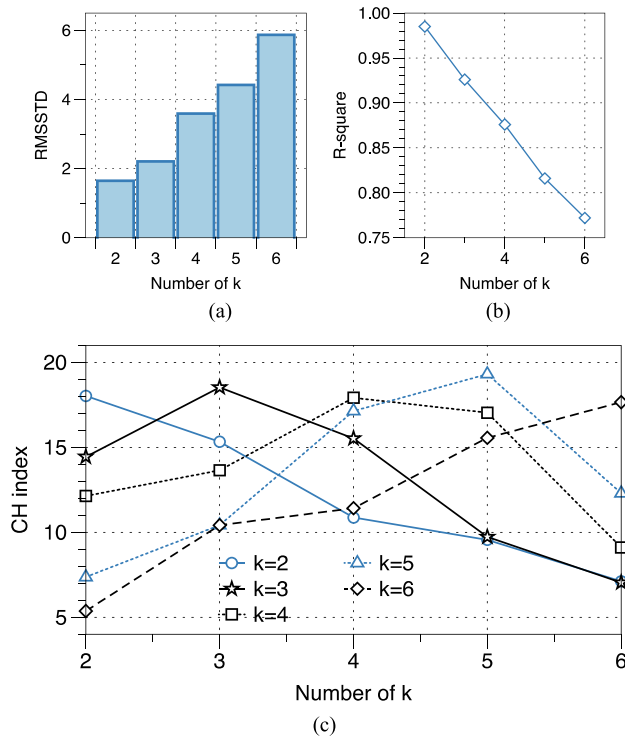 6
4
2
0
RMSSTD
2 3 4 5 6
Number of k
(a)
1.00
0.95
0.90
0.85
0.80
0.75
R-square
2 4 6
Number of k
(b)
20
15
10
5
CH index
k=2
k=3
k=4
k=5
k=6
2 3 4 5 6
Number of k
(c)